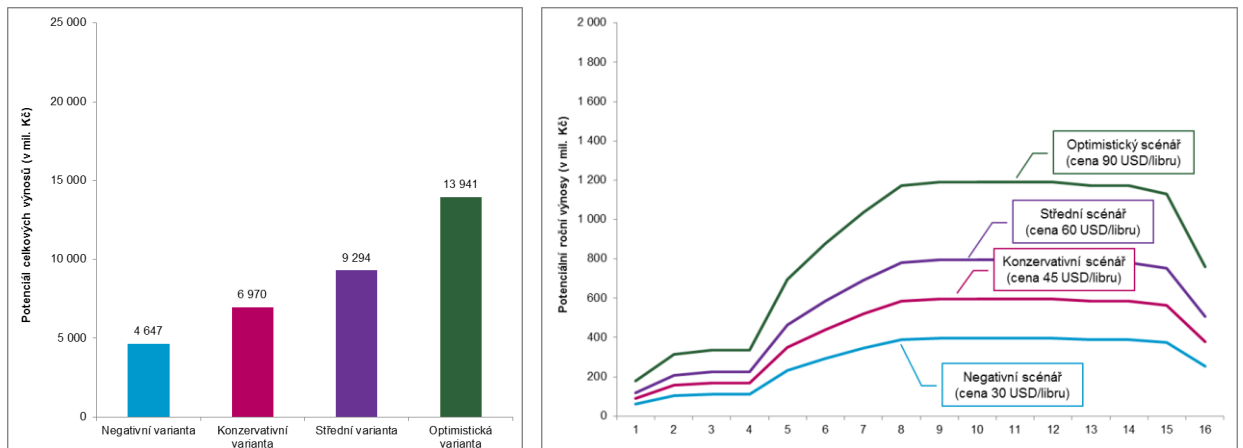 Potenciál celkových výnosů (v mil. Kč)
25 000
20 000
15 000
10 000
5 000
0
4 647
6 970
9 294
13 941
Negativní varianta
Konzervativní
varianta
Střední varianta
Optimistická
varianta
Potenciální roční výnosy (v mil. Kč)
2 000
1 800
1 600
1 400
1 200
1 000
800
600
400
200
0
Optimistický scénář
(cena 90 USD/libru)
Střední scénář
(cena 60 USD/libru)
Konzervativní scénář
(cena 45 USD/libru)
Negativní scénář
(cena 30 USD/libru)
1 2 3 4 5 6 7 8 9 10 11 12 13 14 15 16